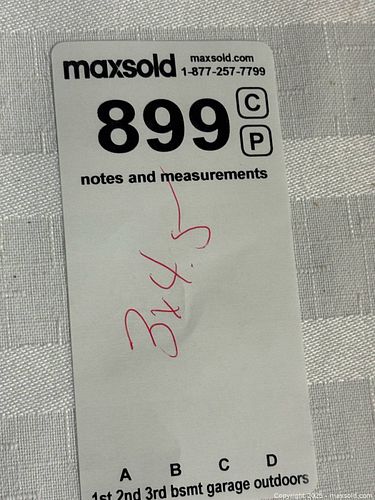 maxsold maxsold.com
1-877-257-7799
899 C
P
notes and measurements
3x4.5
A B C D
1st 2nd 3rd bsmt garage outdoors
Copyright 2025 - maxsold.com